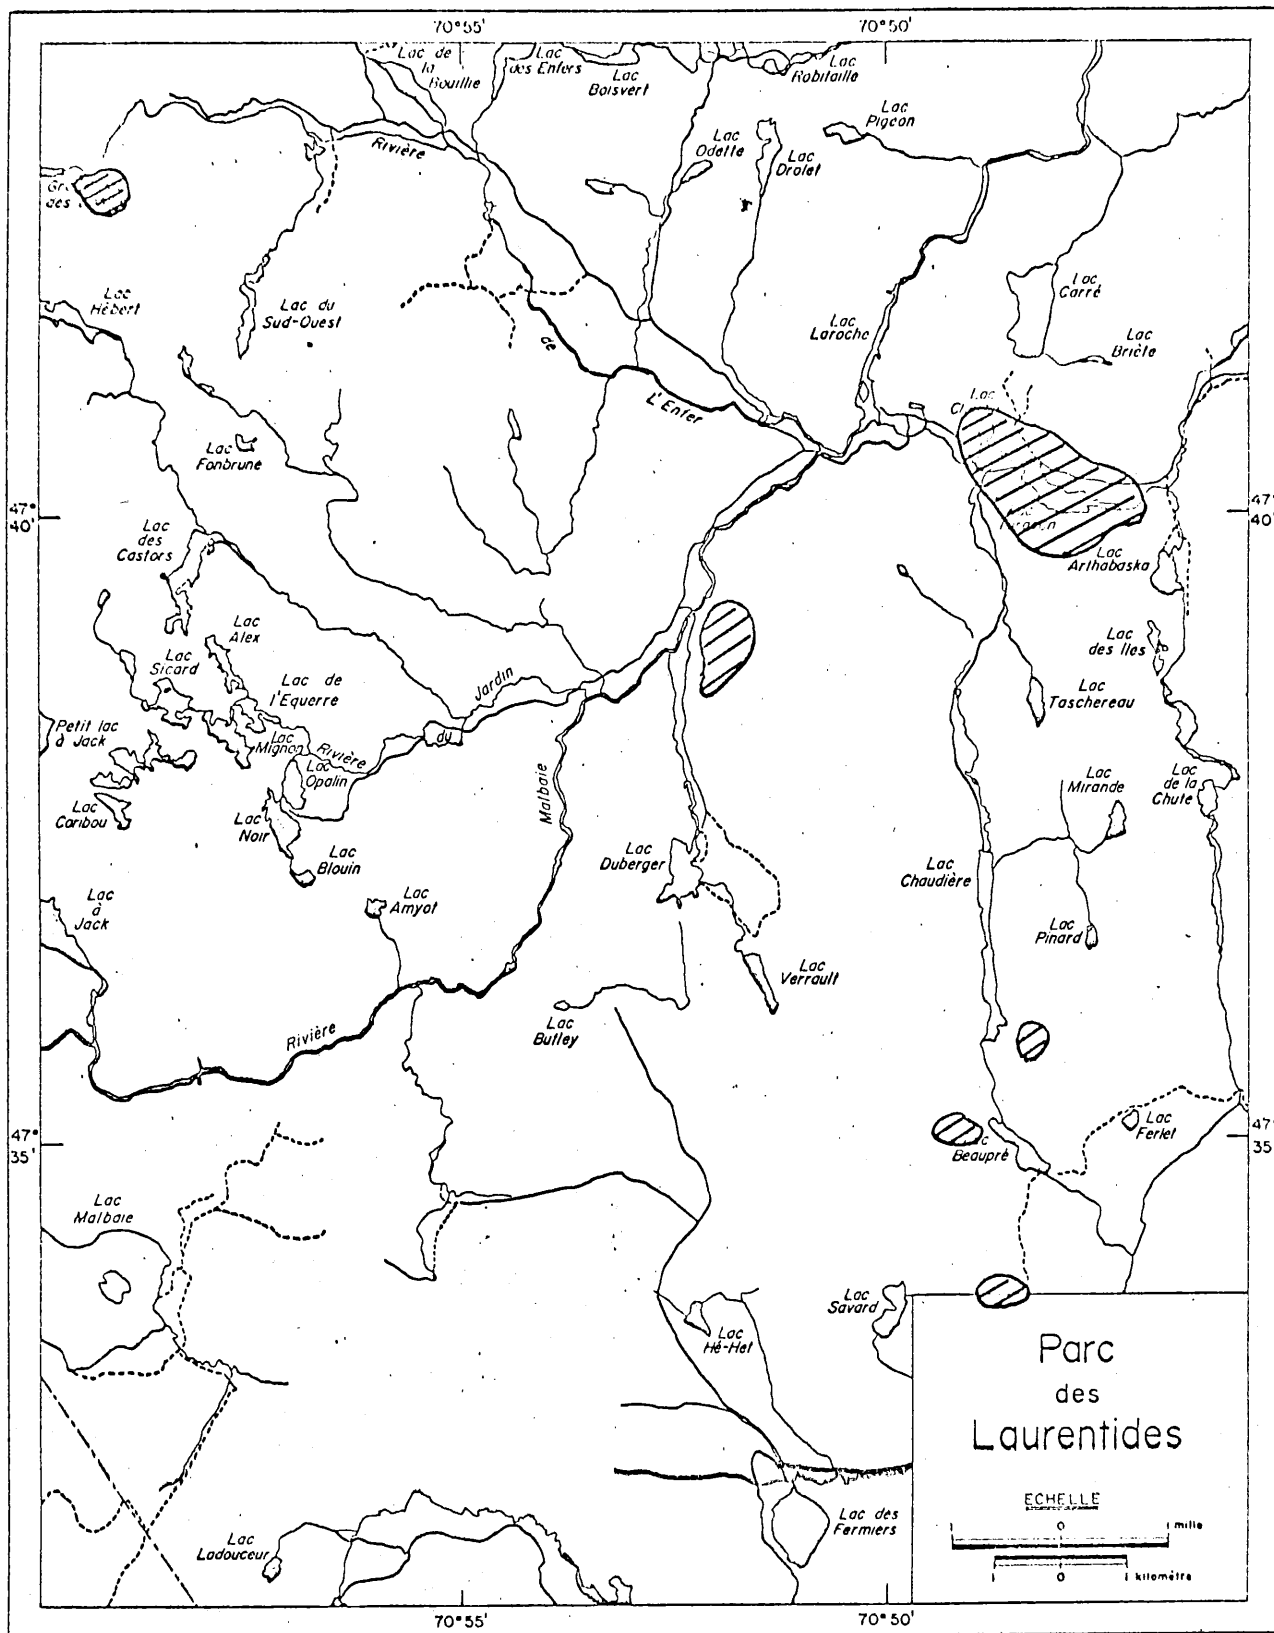 70°55'
70°50'
Lac de
la
Bouillie
Lac
des Enfers
Lac
Boisvert
Lac
Robitaille
Lac
Pigeon
Rivière
Lac
Odette
Lac
Drolet
des
Lac
Hébert
Lac du
Sud-Ouest
Lac
Carré
Lac
Laroche
Lac
Brièle
de
L'Enfer
Lac
Lac
Fonbrune
47°
40'
47°
40'
Lac
des
Castors
Lac
Arthabaska
Lac
Alex
Lac
des Iles
Lac
Sicard
Lac de
l'Equerre
Jardin
Lac
Taschereau
Petit lac
à Jack
Lac
Mignon
Rivière
du
Lac
Opalin
Malbaie
Lac
Mirande
Lac
de la
Chute
Lac
Caribou
Lac
Noir
Lac
Blouin
Lac
Duberger
Lac
Chaudière
Lac
à
Jack
Lac
Amyot
Lac
Pinard
Lac
Verrault
Rivière
Lac
Butley
47°
35'
47°
35'
Lac
Ferlet
Beaupré
Lac
Malbaie
Lac
Savard
Lac
Hé-Het
Parc
des
Laurentides
ECHELLE
1 0 1 mille
1 0 1 kilomètre
Lac des
Fermiers
Lac
Ladouceur
70°55'
70°50'